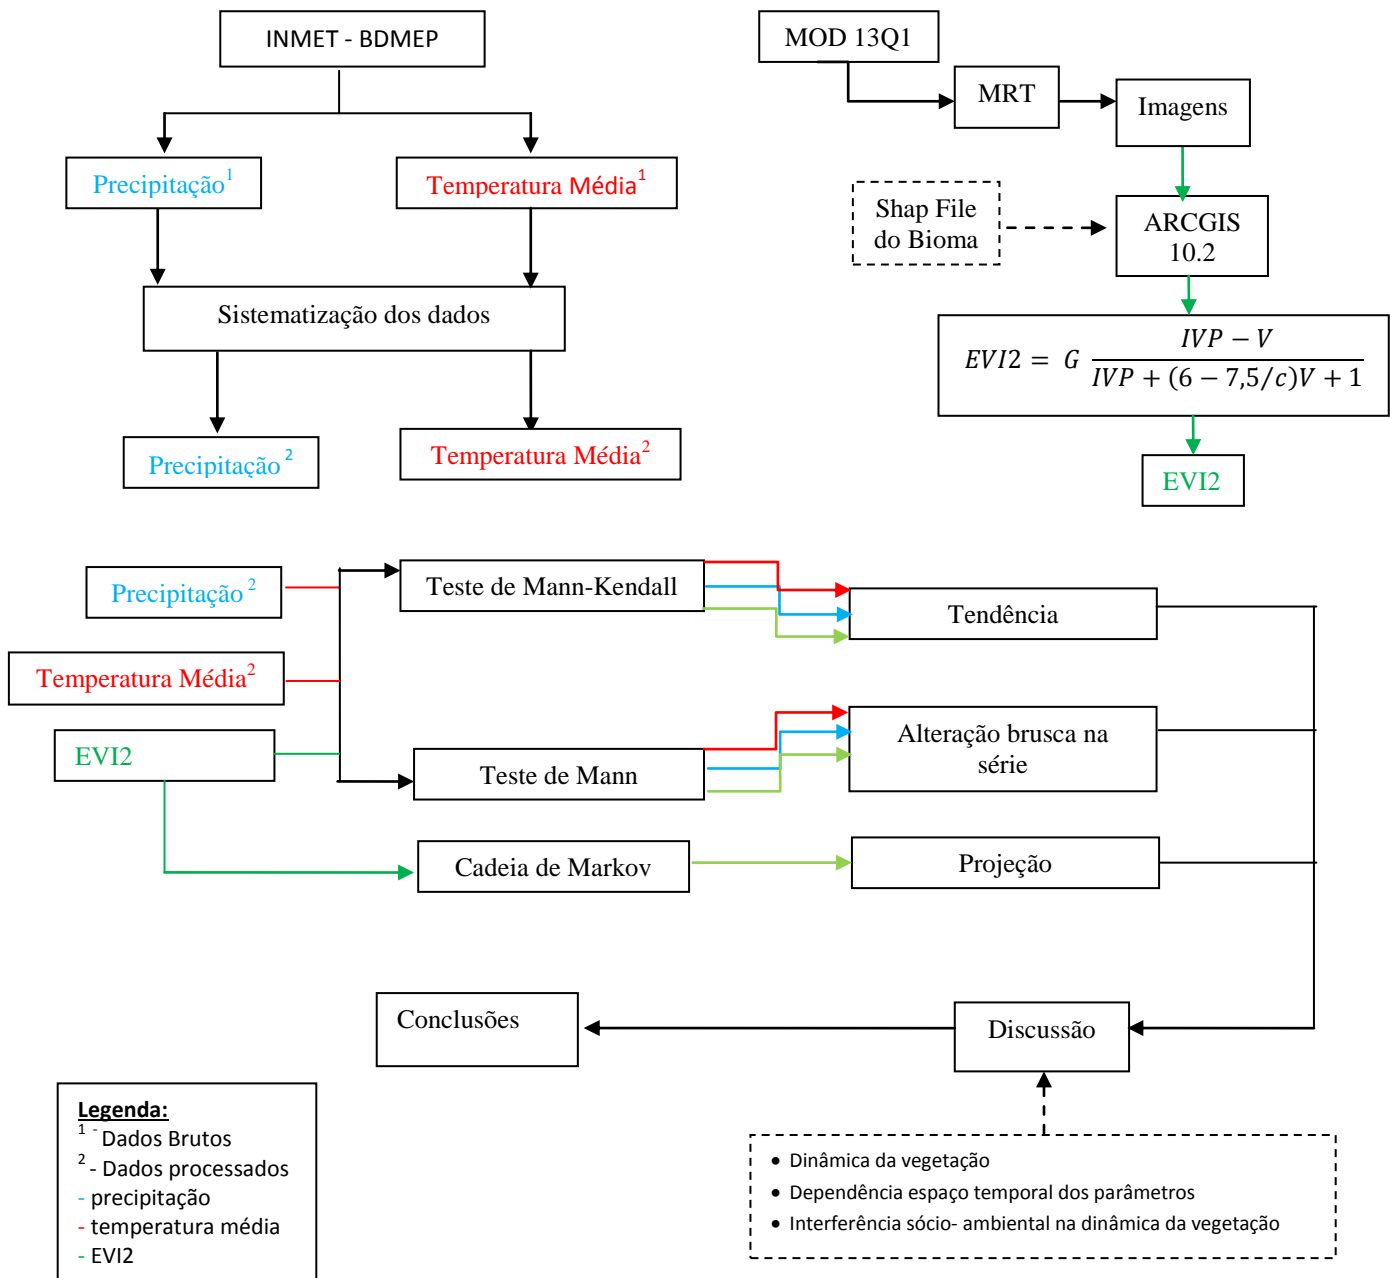 INMET - BDMEP
MOD 13Q1
MRT
Imagens
Precipitação¹
Temperatura Média¹
Shap File
do Bioma
ARCGIS
10.2
Sistematização dos dados
EVI2 = G (IVP − V) / (IVP + (6 − 7,5/c)V + 1)
Precipitação ²
Temperatura Média²
EVI2
Precipitação ²
Teste de Mann-Kendall
Tendência
Temperatura Média²
EVI2
Teste de Mann
Alteração brusca na
série
Cadeia de Markov
Projeção
Conclusões
Discussão
Legenda:
¹ - Dados Brutos
² - Dados processados
- precipitação
- temperatura média
- EVI2
• Dinâmica da vegetação
• Dependência espaço temporal dos parâmetros
• Interferência sócio- ambiental na dinâmica da vegetação